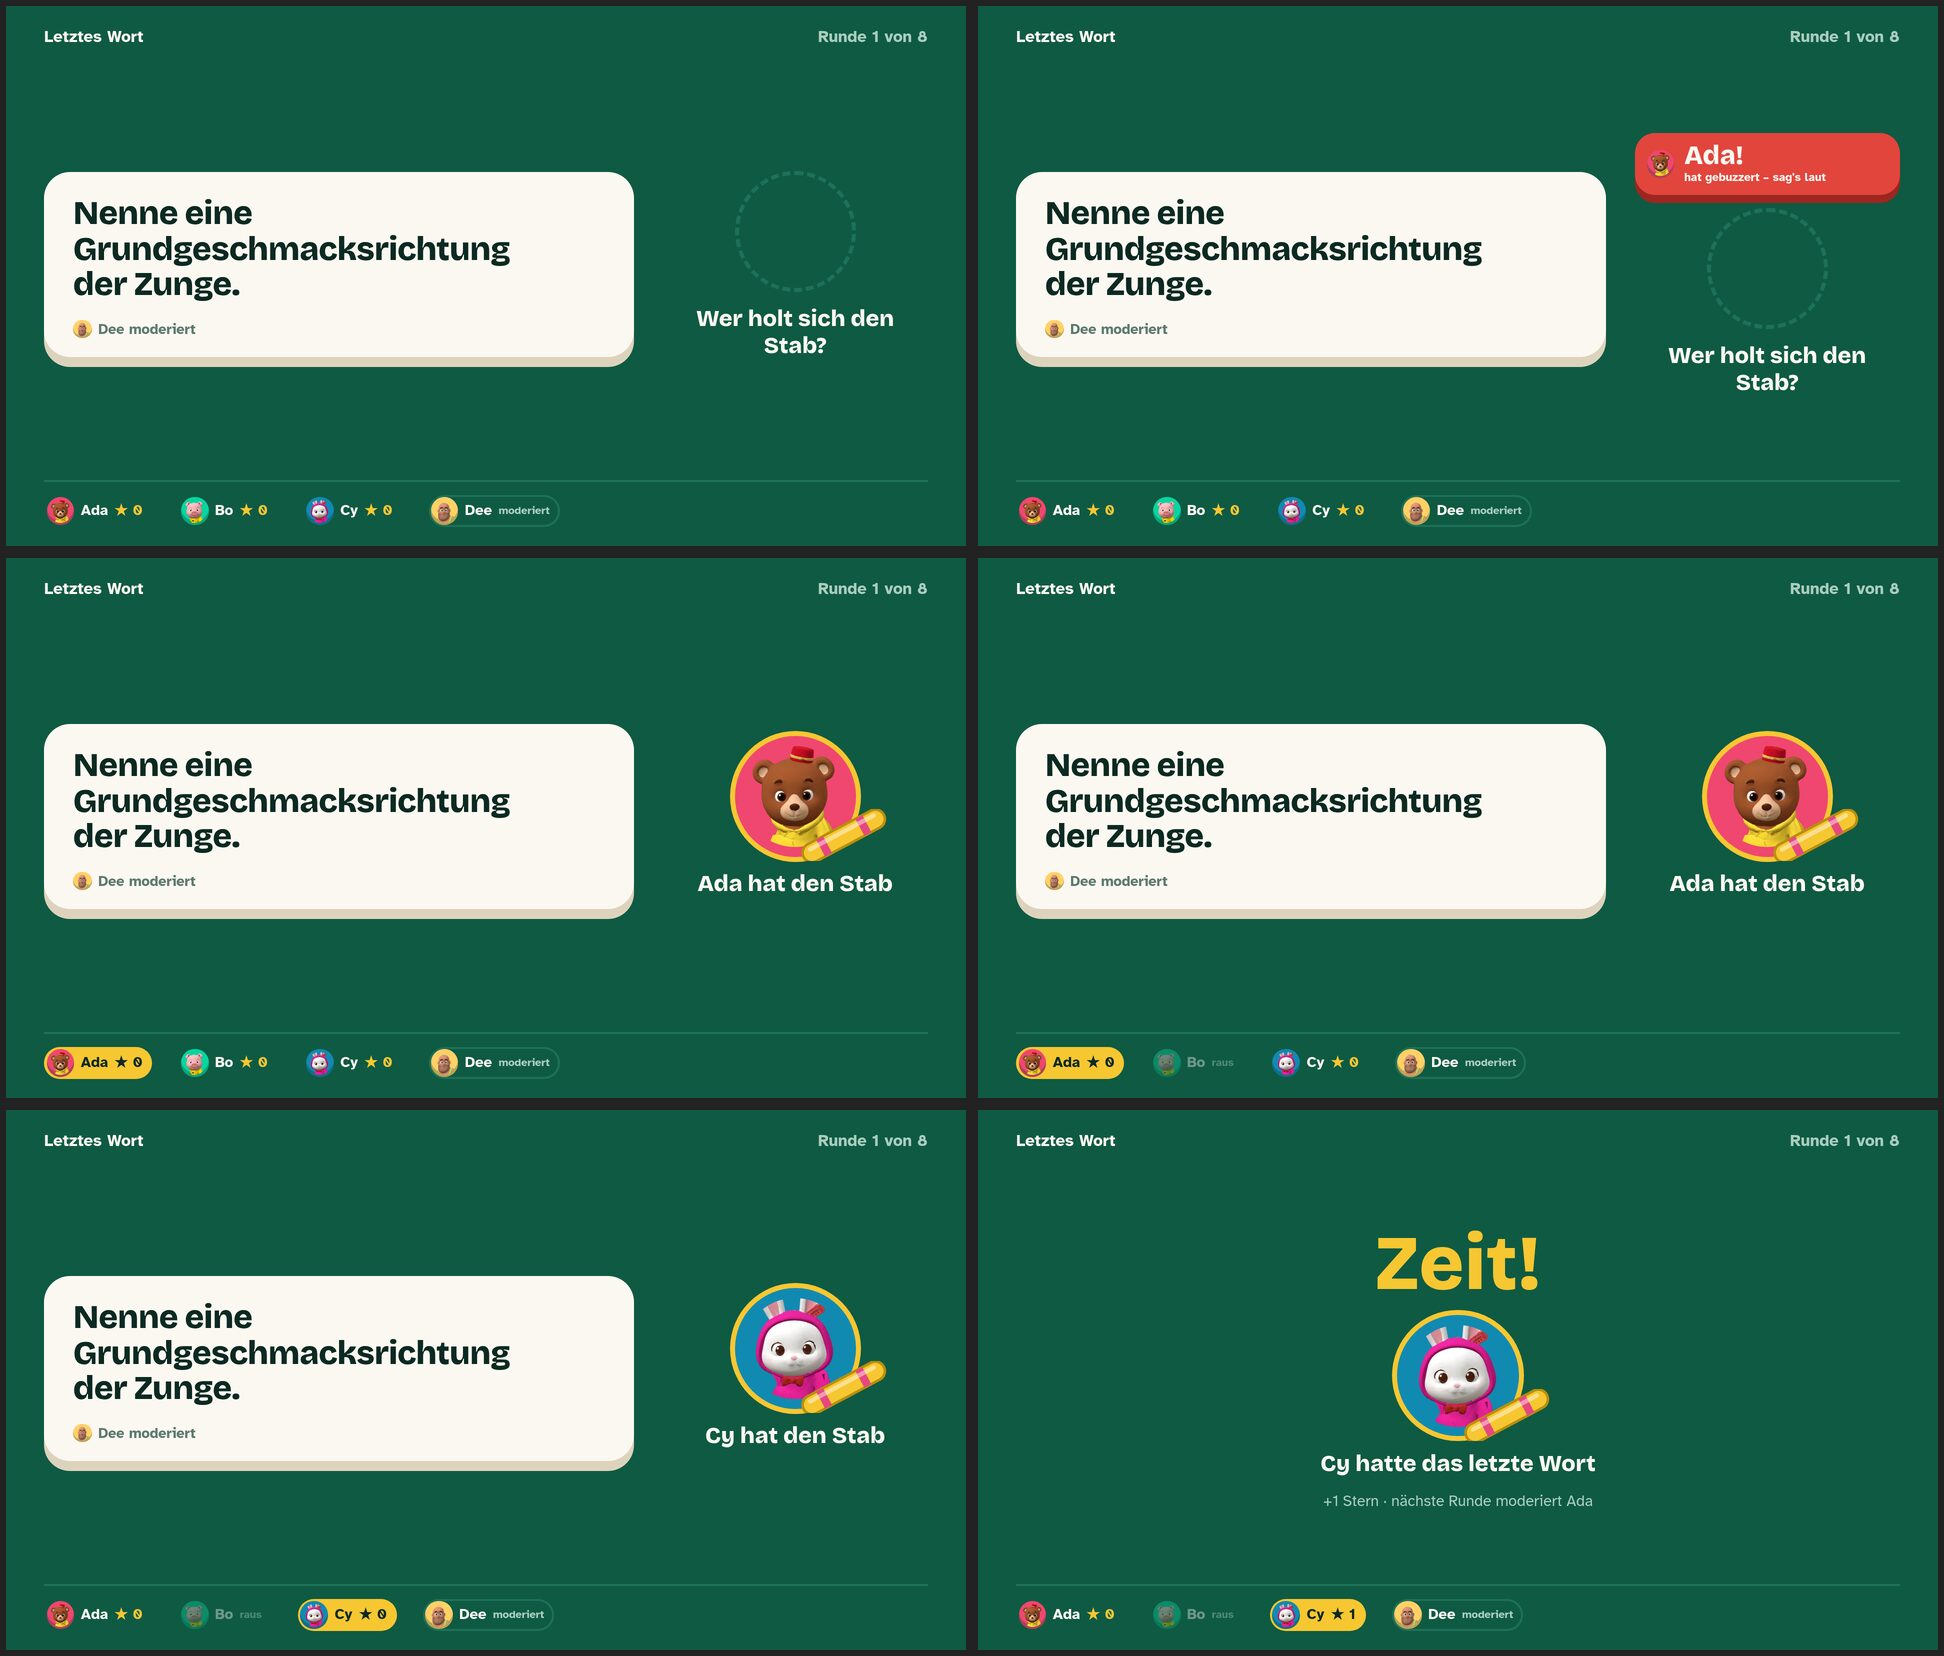 Letztes Wort
Runde 1 von 8
Nenne eine
Grundgeschmacksrichtung
der Zunge.
Dee moderiert
Wer holt sich den
Stab?
Ada ★ 0
Bo ★ 0
Cy ★ 0
Dee moderiert
Letztes Wort
Runde 1 von 8
Ada!
hat gebuzzert – sag's laut
Nenne eine
Grundgeschmacksrichtung
der Zunge.
Dee moderiert
Wer holt sich den
Stab?
Ada ★ 0
Bo ★ 0
Cy ★ 0
Dee moderiert
Letztes Wort
Runde 1 von 8
Nenne eine
Grundgeschmacksrichtung
der Zunge.
Dee moderiert
Ada hat den Stab
Ada ★ 0
Bo ★ 0
Cy ★ 0
Dee moderiert
Letztes Wort
Runde 1 von 8
Nenne eine
Grundgeschmacksrichtung
der Zunge.
Dee moderiert
Ada hat den Stab
Ada ★ 0
Bo raus
Cy ★ 0
Dee moderiert
Letztes Wort
Runde 1 von 8
Nenne eine
Grundgeschmacksrichtung
der Zunge.
Dee moderiert
Cy hat den Stab
Ada ★ 0
Bo raus
Cy ★ 0
Dee moderiert
Letztes Wort
Runde 1 von 8
Zeit!
Cy hatte das letzte Wort
+1 Stern · nächste Runde moderiert Ada
Ada ★ 0
Bo raus
Cy ★ 1
Dee moderiert